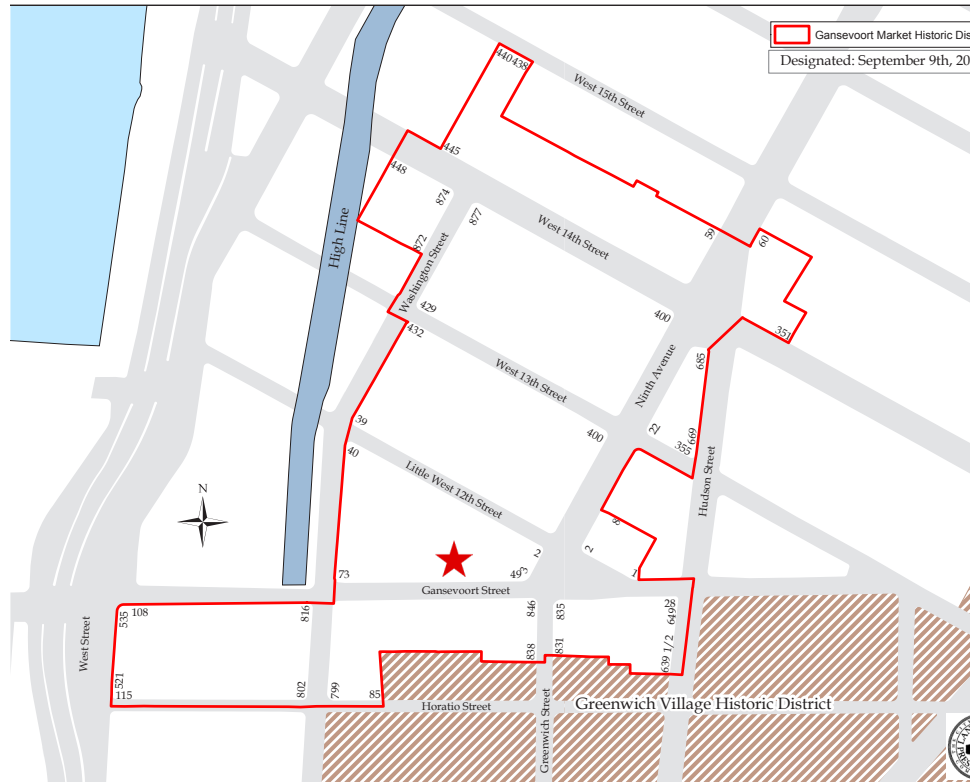 Gansevoort Market Historic Dis
Designated: September 9th, 20
440
438
West 15th Street
445
448
874
877
West 14th Street
High Line
872
Washington Street
60
429
432
400
351
West 13th Street
Ninth Avenue
685
39
400
22
669
355
40
Little West 12th Street
Hudson Street
N
8
2
2
3
49
1
73
Gansevoort Street
108
535
816
846
835
28
649
West Street
838
831
639 1/2
521
115
802
799
85
Horatio Street
Greenwich Street
Greenwich Village Historic District